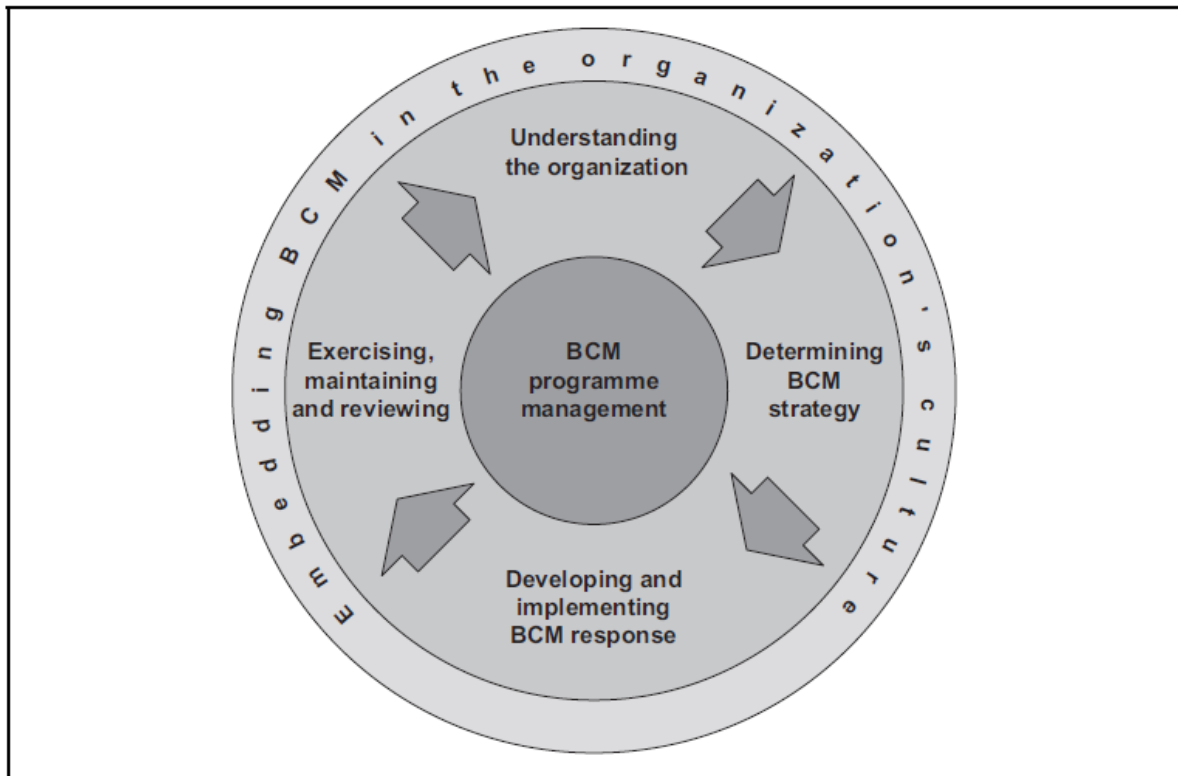 Embedding BCM in the organization's culture
Understanding
the organization
Exercising,
maintaining
and reviewing
BCM
programme
management
Determining
BCM
strategy
Developing and
implementing
BCM response